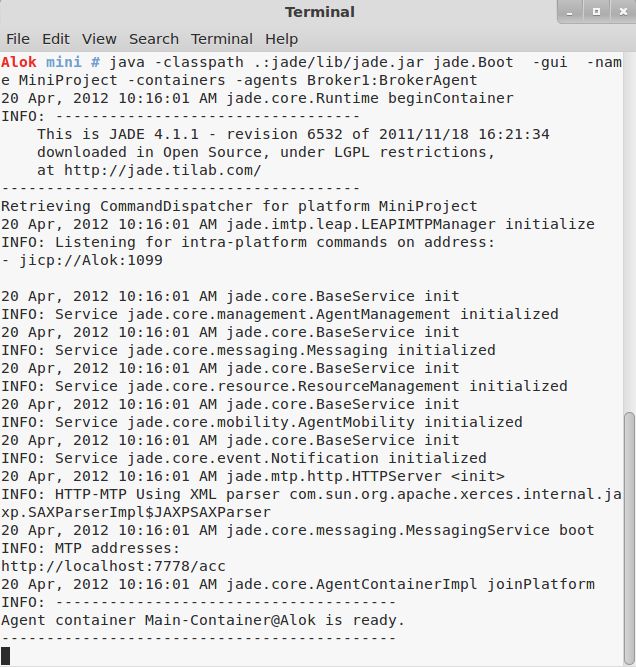 Terminal
File Edit View Search Terminal Help
Alok mini # java -classpath .:jade/lib/jade.jar jade.Boot  -gui  -nam
e MiniProject -containers -agents Broker1:BrokerAgent
20 Apr, 2012 10:16:01 AM jade.core.Runtime beginContainer
INFO: ----------------------------------
    This is JADE 4.1.1 - revision 6532 of 2011/11/18 16:21:34
    downloaded in Open Source, under LGPL restrictions,
    at http://jade.tilab.com/
----------------------------------------
Retrieving CommandDispatcher for platform MiniProject
20 Apr, 2012 10:16:01 AM jade.imtp.leap.LEAPIMTPManager initialize
INFO: Listening for intra-platform commands on address:
- jicp://Alok:1099

20 Apr, 2012 10:16:01 AM jade.core.BaseService init
INFO: Service jade.core.management.AgentManagement initialized
20 Apr, 2012 10:16:01 AM jade.core.BaseService init
INFO: Service jade.core.messaging.Messaging initialized
20 Apr, 2012 10:16:01 AM jade.core.BaseService init
INFO: Service jade.core.resource.ResourceManagement initialized
20 Apr, 2012 10:16:01 AM jade.core.BaseService init
INFO: Service jade.core.mobility.AgentMobility initialized
20 Apr, 2012 10:16:01 AM jade.core.BaseService init
INFO: Service jade.core.event.Notification initialized
20 Apr, 2012 10:16:01 AM jade.mtp.http.HTTPServer <init>
INFO: HTTP-MTP Using XML parser com.sun.org.apache.xerces.internal.ja
xp.SAXParserImpl$JAXPSAXParser
20 Apr, 2012 10:16:01 AM jade.core.messaging.MessagingService boot
INFO: MTP addresses:
http://localhost:7778/acc
20 Apr, 2012 10:16:01 AM jade.core.AgentContainerImpl joinPlatform
INFO: --------------------------------------
Agent container Main-Container@Alok is ready.
--------------------------------------------